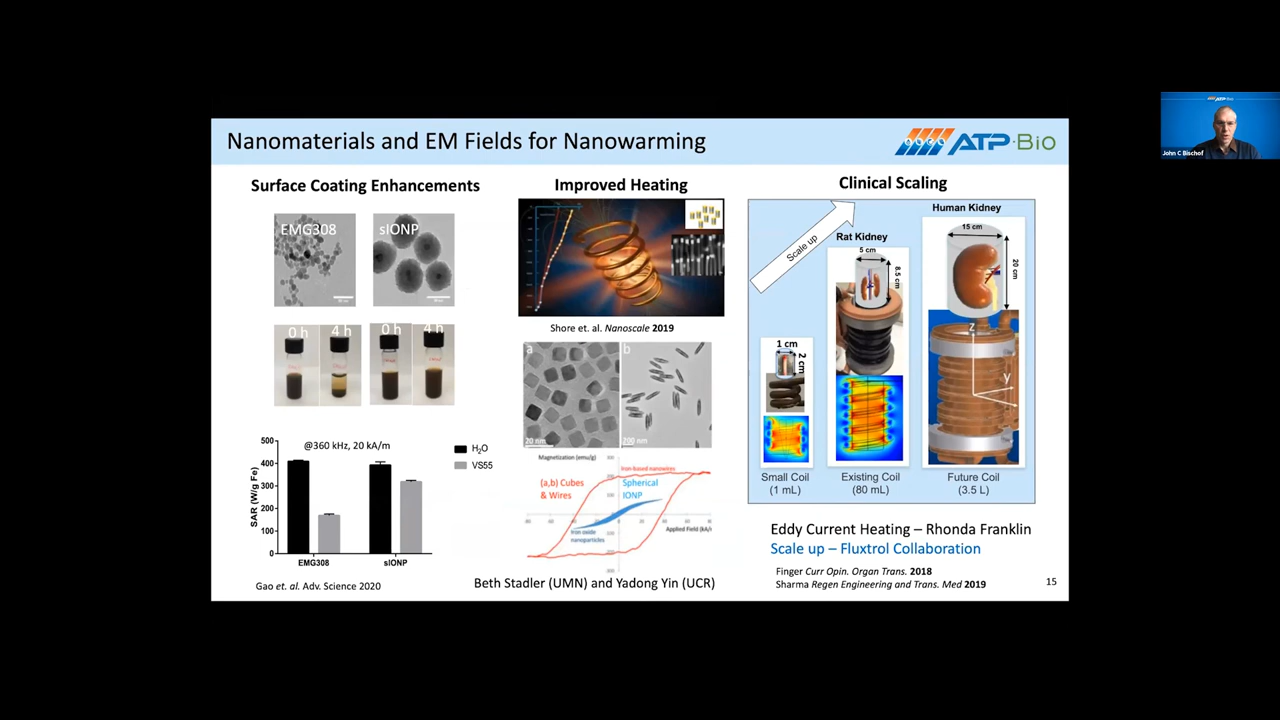 Nanomaterials and EM Fields for Nanowarming
ATP·Bio
Surface Coating Enhancements
EMG308
sIONP
0 h
4 h
0 h
4 h
@360 kHz, 20 kA/m
SAR (W/g Fe)
500
400
300
200
100
0
EMG308
sIONP
H₂O
VS55
Gao et. al. Adv. Science 2020
Improved Heating
Shore et. al. Nanoscale 2019
a
b
20 nm
200 nm
Magnetization (emu/g)
Iron-based nanowires
(a,b) Cubes
& Wires
Spherical
IONP
Iron oxide
nanoparticles
Applied Field (kA/
Beth Stadler (UMN) and Yadong Yin (UCR)
Clinical Scaling
Scale up
Human Kidney
15 cm
20 cm
Rat Kidney
5 cm
8.5 cm
1 cm
2 cm
z
y
Small Coil
(1 mL)
Existing Coil
(80 mL)
Future Coil
(3.5 L)
Eddy Current Heating – Rhonda Franklin
Scale up – Fluxtrol Collaboration
Finger Curr Opin. Organ Trans. 2018
Sharma Regen Engineering and Trans. Med 2019
15
ATP·Bio
John C Bischof